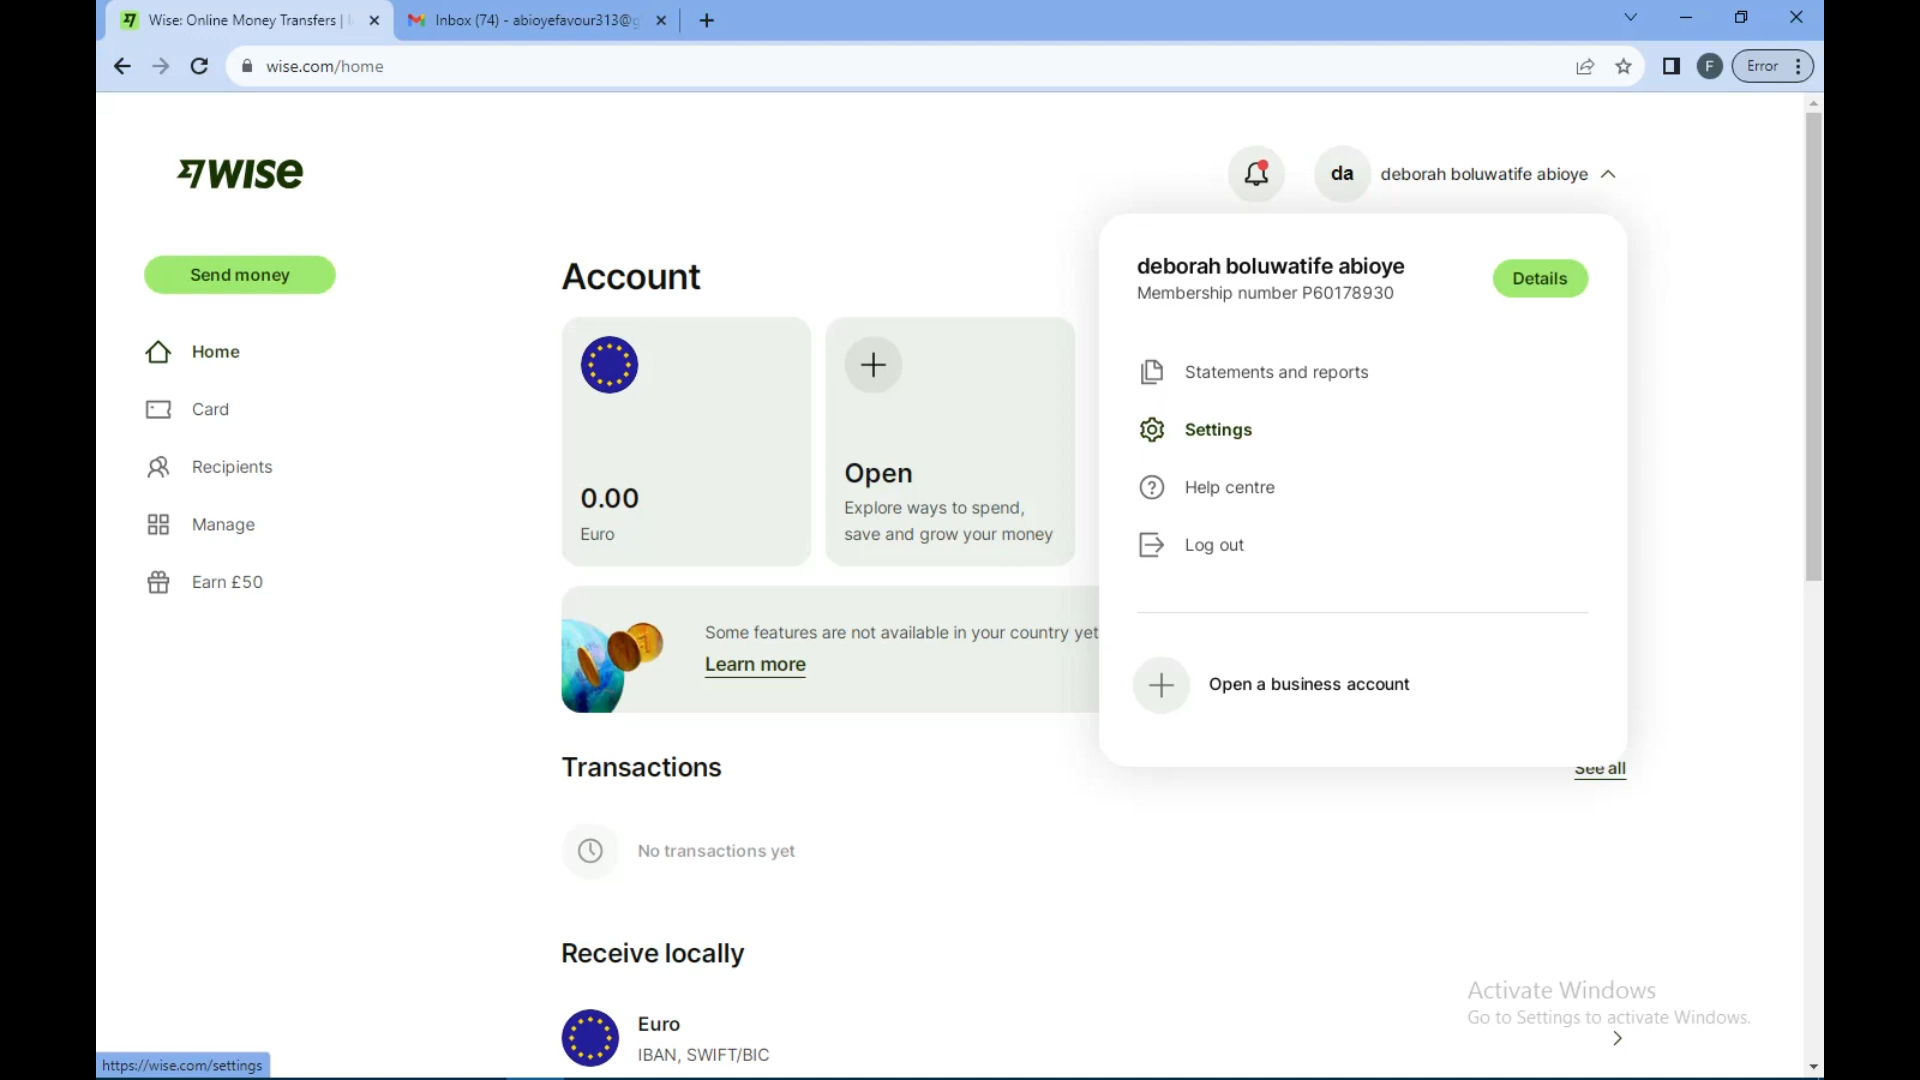 Wise: Online Money Transfers |
Inbox (74) - abioyefavour313@g
wise.com/home
F
Error
WISE
da
deborah boluwatife abioye
Send money
Home
Card
Recipients
Manage
Earn £50
Account
0.00
Euro
Open
Explore ways to spend,
save and grow your money
deborah boluwatife abioye
Membership number P60178930
Details
Statements and reports
Settings
Help centre
Log out
Open a business account
Some features are not available in your country yet
Learn more
Transactions
See all
No transactions yet
Receive locally
Euro
IBAN, SWIFT/BIC
Activate Windows
Go to Settings to activate Windows.
https://wise.com/settings